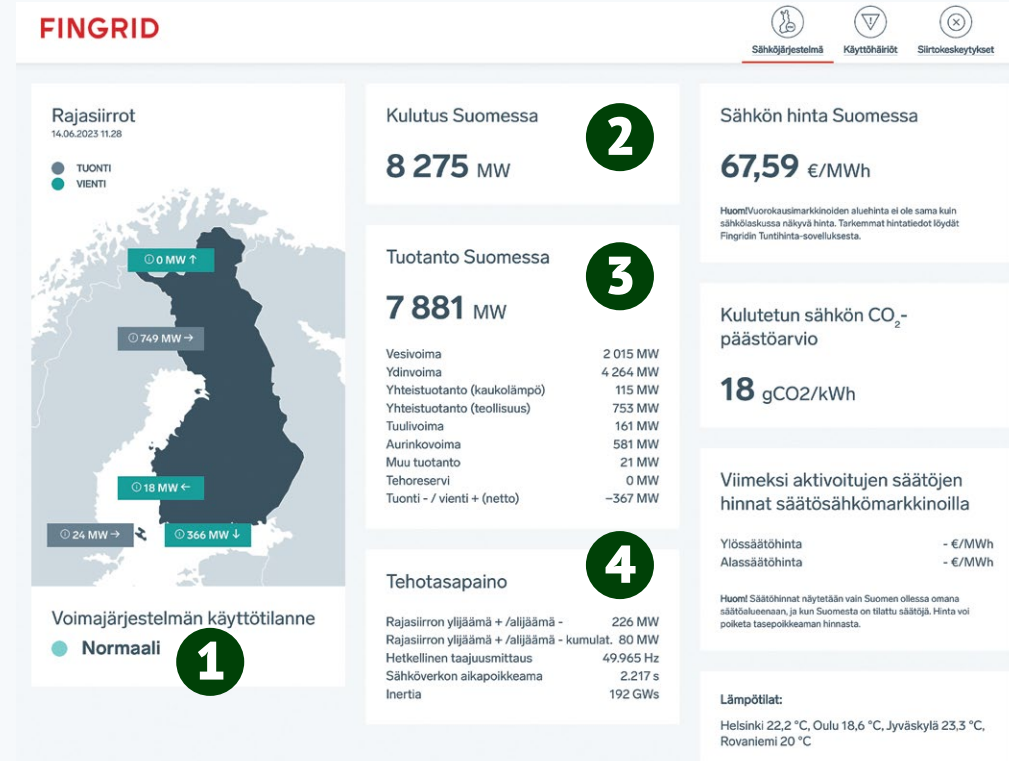 FINGRID
Sähköjärjestelmä
Käyttöhäiriöt
Siirtokeskeytykset
Rajasiirrot
14.06.2023 11.28
TUONTI
VIENTI
0 MW ↑
749 MW →
18 MW ←
24 MW →
366 MW ↓
Voimajärjestelmän käyttötilanne
Normaali
1
Kulutus Suomessa
2
8 275 MW
Tuotanto Suomessa
3
7 881 MW
Vesivoima 2 015 MW
Ydinvoima 4 264 MW
Yhteistuotanto (kaukolämpö) 115 MW
Yhteistuotanto (teollisuus) 753 MW
Tuulivoima 161 MW
Aurinkovoima 581 MW
Muu tuotanto 21 MW
Tehoreservi 0 MW
Tuonti - / vienti + (netto) –367 MW
Tehotasapaino
4
Rajasiirron ylijäämä + /alijäämä - 226 MW
Rajasiirron ylijäämä + /alijäämä - kumulat. 80 MW
Hetkellinen taajuusmittaus 49.965 Hz
Sähköverkon aikapoikkeama 2.217 s
Inertia 192 GWs
Sähkön hinta Suomessa
67,59 €/MWh
Huom!Vuorokausimarkkinoiden aluehinta ei ole sama kuin
sähkölaskussa näkyvä hinta. Tarkemmat hintatiedot löydät
Fingridin Tuntihinta-sovelluksesta.
Kulutetun sähkön CO2-
päästöarvio
18 gCO2/kWh
Viimeksi aktivoitujen säätöjen
hinnat säätösähkömarkkinoilla
Ylössäätöhinta - €/MWh
Alassäätöhinta - €/MWh
Huom! Säätöhinnat näytetään vain Suomen ollessa omana
säätöalueenaan, ja kun Suomesta on tilattu säätöjä. Hinta voi
poiketa tasepoikkeaman hinnasta.
Lämpötilat:
Helsinki 22,2 °C, Oulu 18,6 °C, Jyväskylä 23,3 °C,
Rovaniemi 20 °C